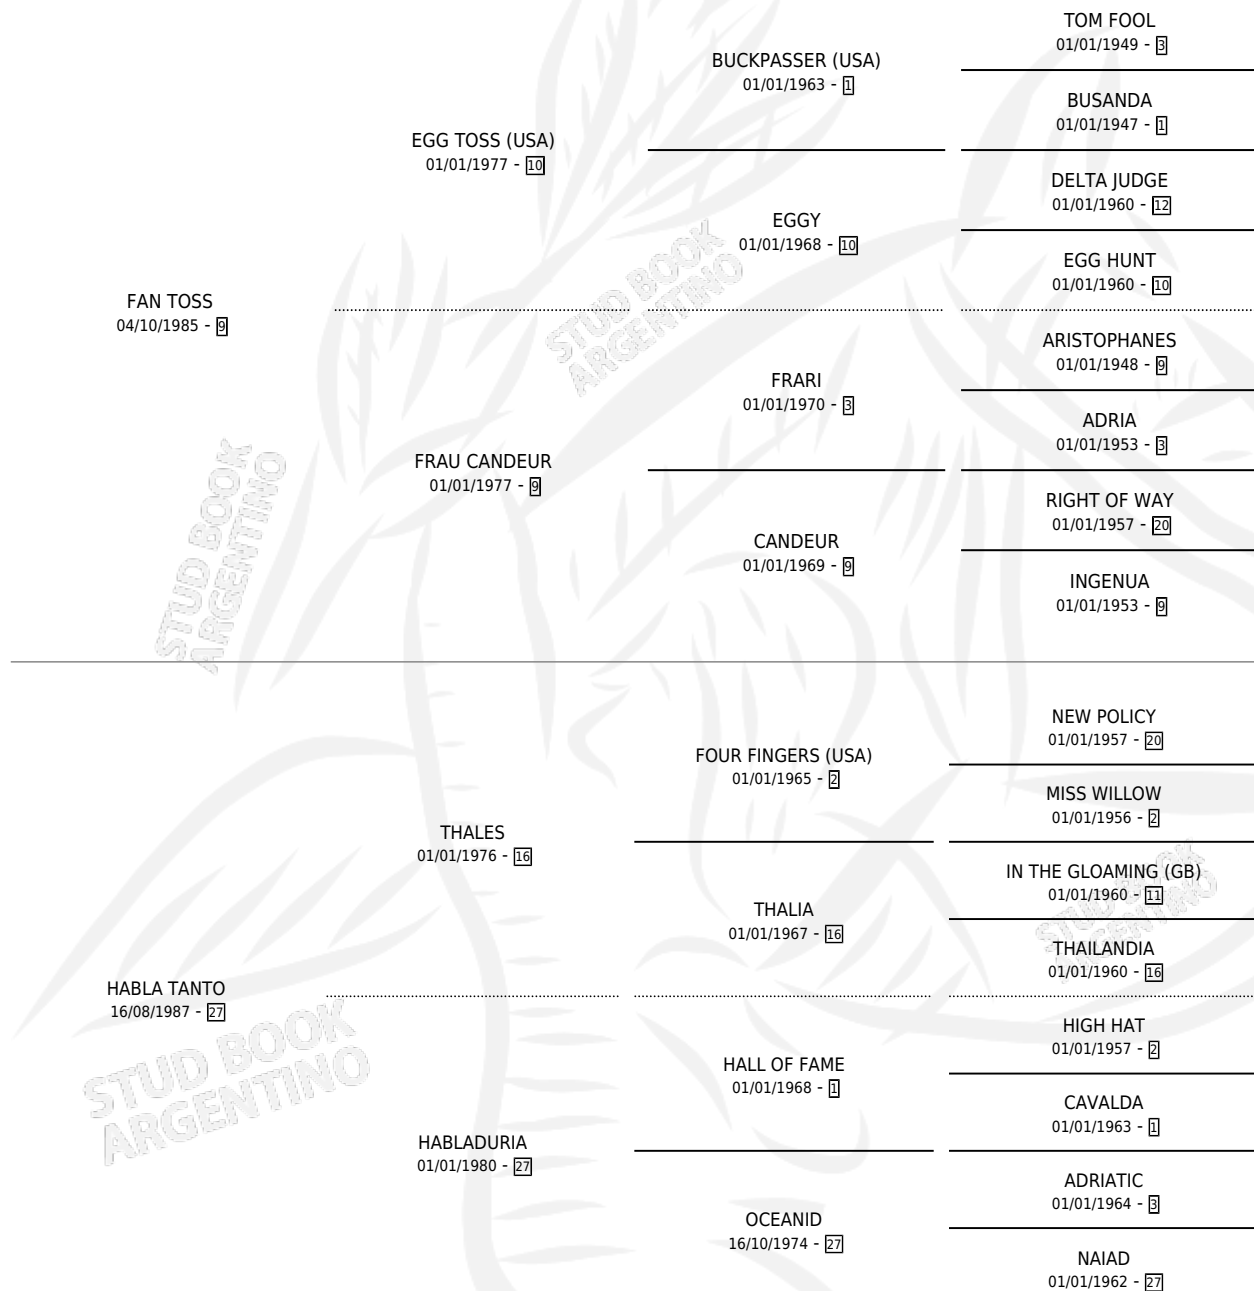 TOM FOOL
01/01/1949 - 3
BUCKPASSER (USA)
01/01/1963 - 1
BUSANDA
01/01/1947 - 1
EGG TOSS (USA)
01/01/1977 - 10
DELTA JUDGE
01/01/1960 - 12
EGGY
01/01/1968 - 10
EGG HUNT
01/01/1960 - 10
FAN TOSS
04/10/1985 - 9
ARISTOPHANES
01/01/1948 - 9
FRARI
01/01/1970 - 3
ADRIA
01/01/1953 - 3
FRAU CANDEUR
01/01/1977 - 9
RIGHT OF WAY
01/01/1957 - 20
CANDEUR
01/01/1969 - 9
INGENUA
01/01/1953 - 9
NEW POLICY
01/01/1957 - 20
FOUR FINGERS (USA)
01/01/1965 - 2
MISS WILLOW
01/01/1956 - 2
THALES
01/01/1976 - 16
IN THE GLOAMING (GB)
01/01/1960 - 11
THALIA
01/01/1967 - 16
THAILANDIA
01/01/1960 - 16
HABLA TANTO
16/08/1987 - 27
HIGH HAT
01/01/1957 - 2
HALL OF FAME
01/01/1968 - 1
CAVALDA
01/01/1963 - 1
HABLADURIA
01/01/1980 - 27
ADRIATIC
01/01/1964 - 3
OCEANID
16/10/1974 - 27
NAIAD
01/01/1962 - 27
STUD BOOK
ARGENTINO
STUD BOOK
ARGENTINO
STUD BOOK
ARGENTINO
STUD BOOK
ARGENTINO